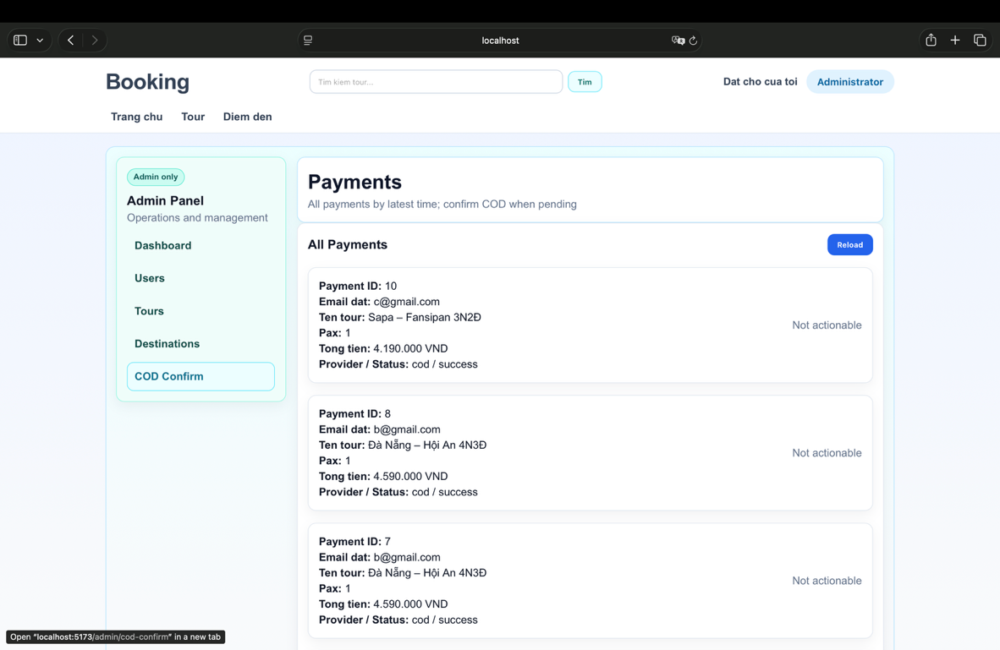 localhost
Booking
Tim kiem tour...
Tim
Dat cho cua toi
Administrator
Trang chu
Tour
Diem den
Admin only
Admin Panel
Operations and management
Dashboard
Users
Tours
Destinations
COD Confirm
Payments
All payments by latest time; confirm COD when pending
All Payments
Reload
Payment ID: 10
Email dat: c@gmail.com
Ten tour: Sapa – Fansipan 3N2Đ
Pax: 1
Tong tien: 4.190.000 VND
Provider / Status: cod / success
Not actionable
Payment ID: 8
Email dat: b@gmail.com
Ten tour: Đà Nẵng – Hội An 4N3Đ
Pax: 1
Tong tien: 4.590.000 VND
Provider / Status: cod / success
Not actionable
Payment ID: 7
Email dat: b@gmail.com
Ten tour: Đà Nẵng – Hội An 4N3Đ
Pax: 1
Tong tien: 4.590.000 VND
Provider / Status: cod / success
Not actionable
Open “localhost:5173/admin/cod-confirm” in a new tab